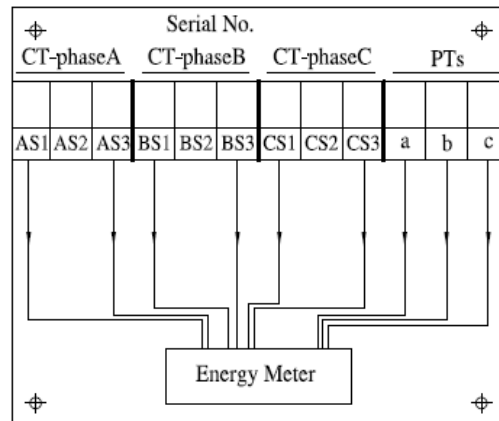 Serial No.
CT-phaseA CT-phaseB CT-phaseC PTs
AS1 AS2 AS3 BS1 BS2 BS3 CS1 CS2 CS3 a b c
Energy Meter